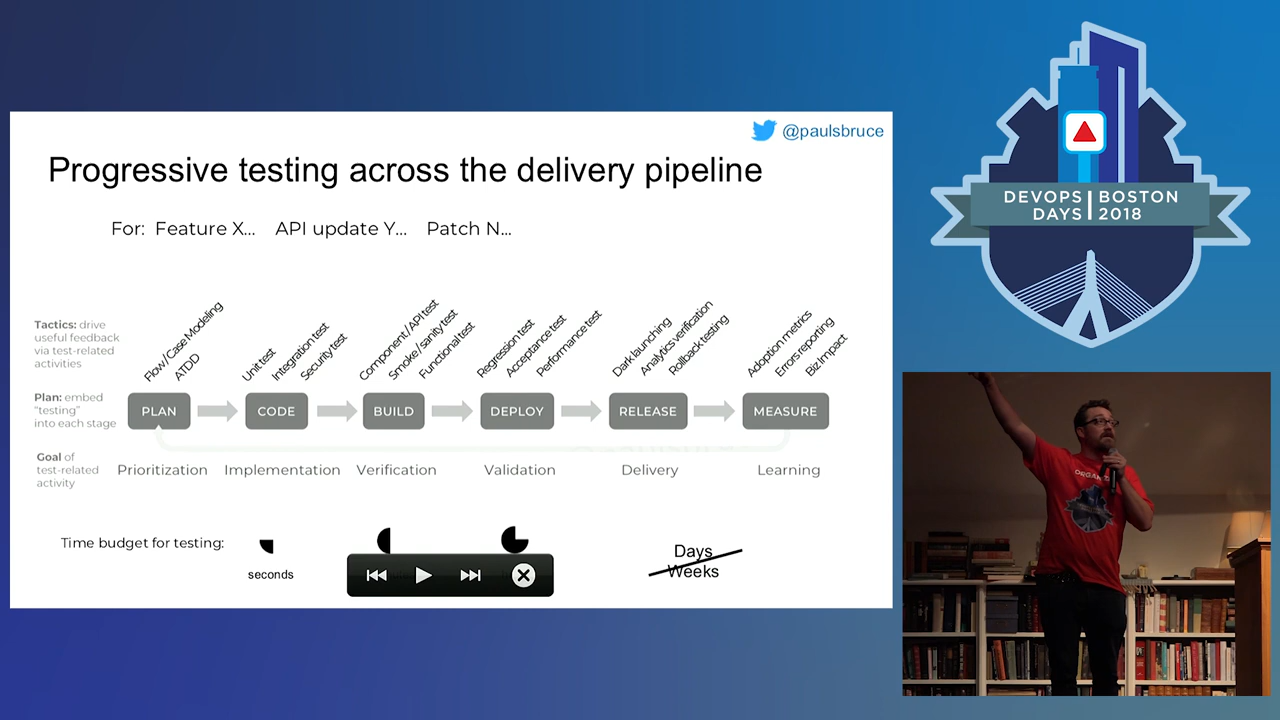 @paulsbruce
Progressive testing across the delivery pipeline
For: Feature X... API update Y... Patch N...
Tactics: drive
useful feedback
via test-related
activities
Flow / Case Modeling
ATDD
Unit test
Integration test
Security test
Component / API test
Smoke / sanity test
Functional test
Regression test
Acceptance test
Performance test
Dark launching
Analytics verification
Rollback testing
Adoption metrics
Errors reporting
Biz Impact
Plan: embed
"testing"
into each stage
PLAN
CODE
BUILD
DEPLOY
RELEASE
MEASURE
Goal of
test-related
activity
Prioritization
Implementation
Verification
Validation
Delivery
Learning
Time budget for testing:
seconds
Days
Weeks
DEVOPS
DAYS
BOSTON
2018